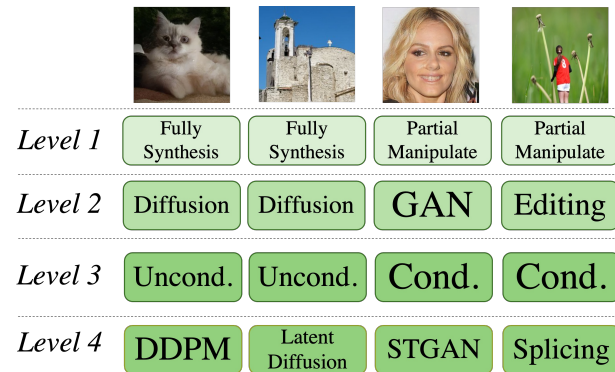 Level 1
Fully Synthesis
Fully Synthesis
Partial Manipulate
Partial Manipulate
Level 2
Diffusion
Diffusion
GAN
Editing
Level 3
Uncond.
Uncond.
Cond.
Cond.
Level 4
DDPM
Latent Diffusion
STGAN
Splicing